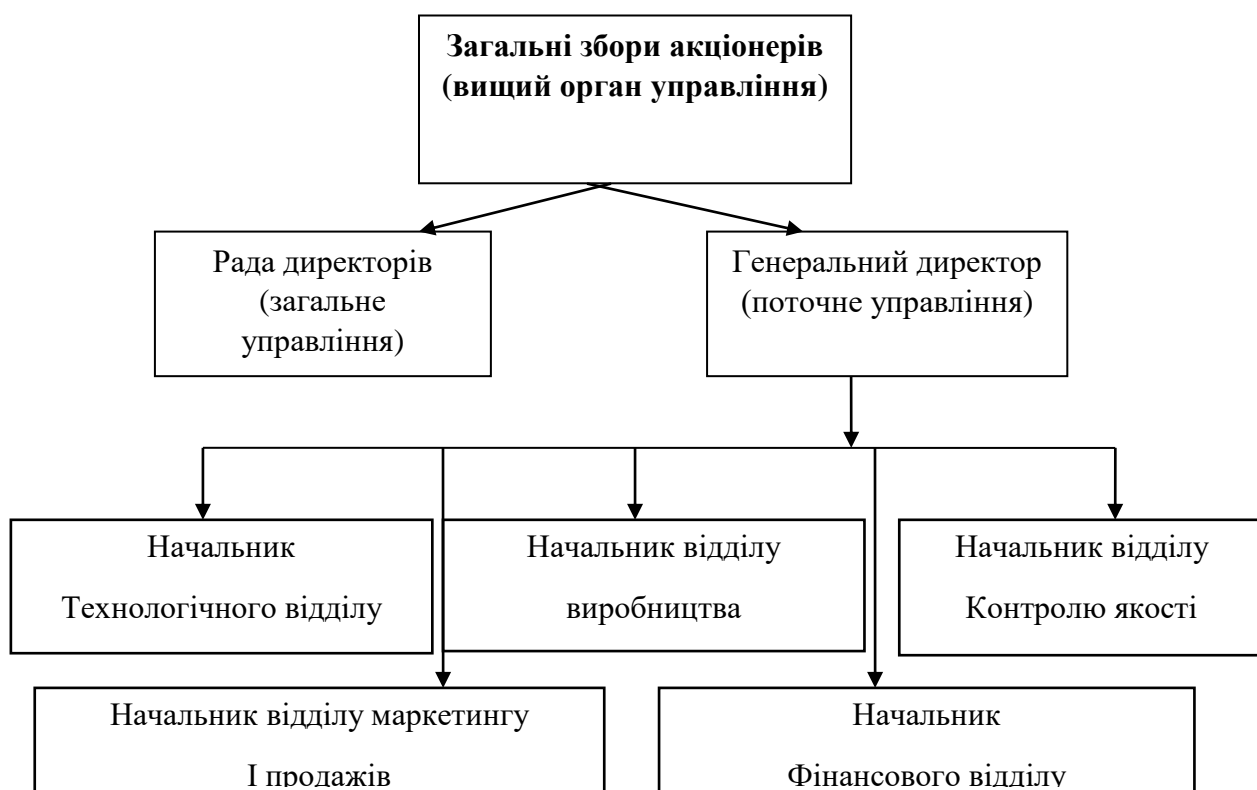 Загальні збори акціонерів
(вищий орган управління)
Рада директорів
(загальне
управління)
Генеральний директор
(поточне управління)
Начальник
Технологічного відділу
Начальник відділу
виробництва
Начальник відділу
Контролю якості
Начальник відділу маркетингу
І продажів
Начальник
Фінансового відділу